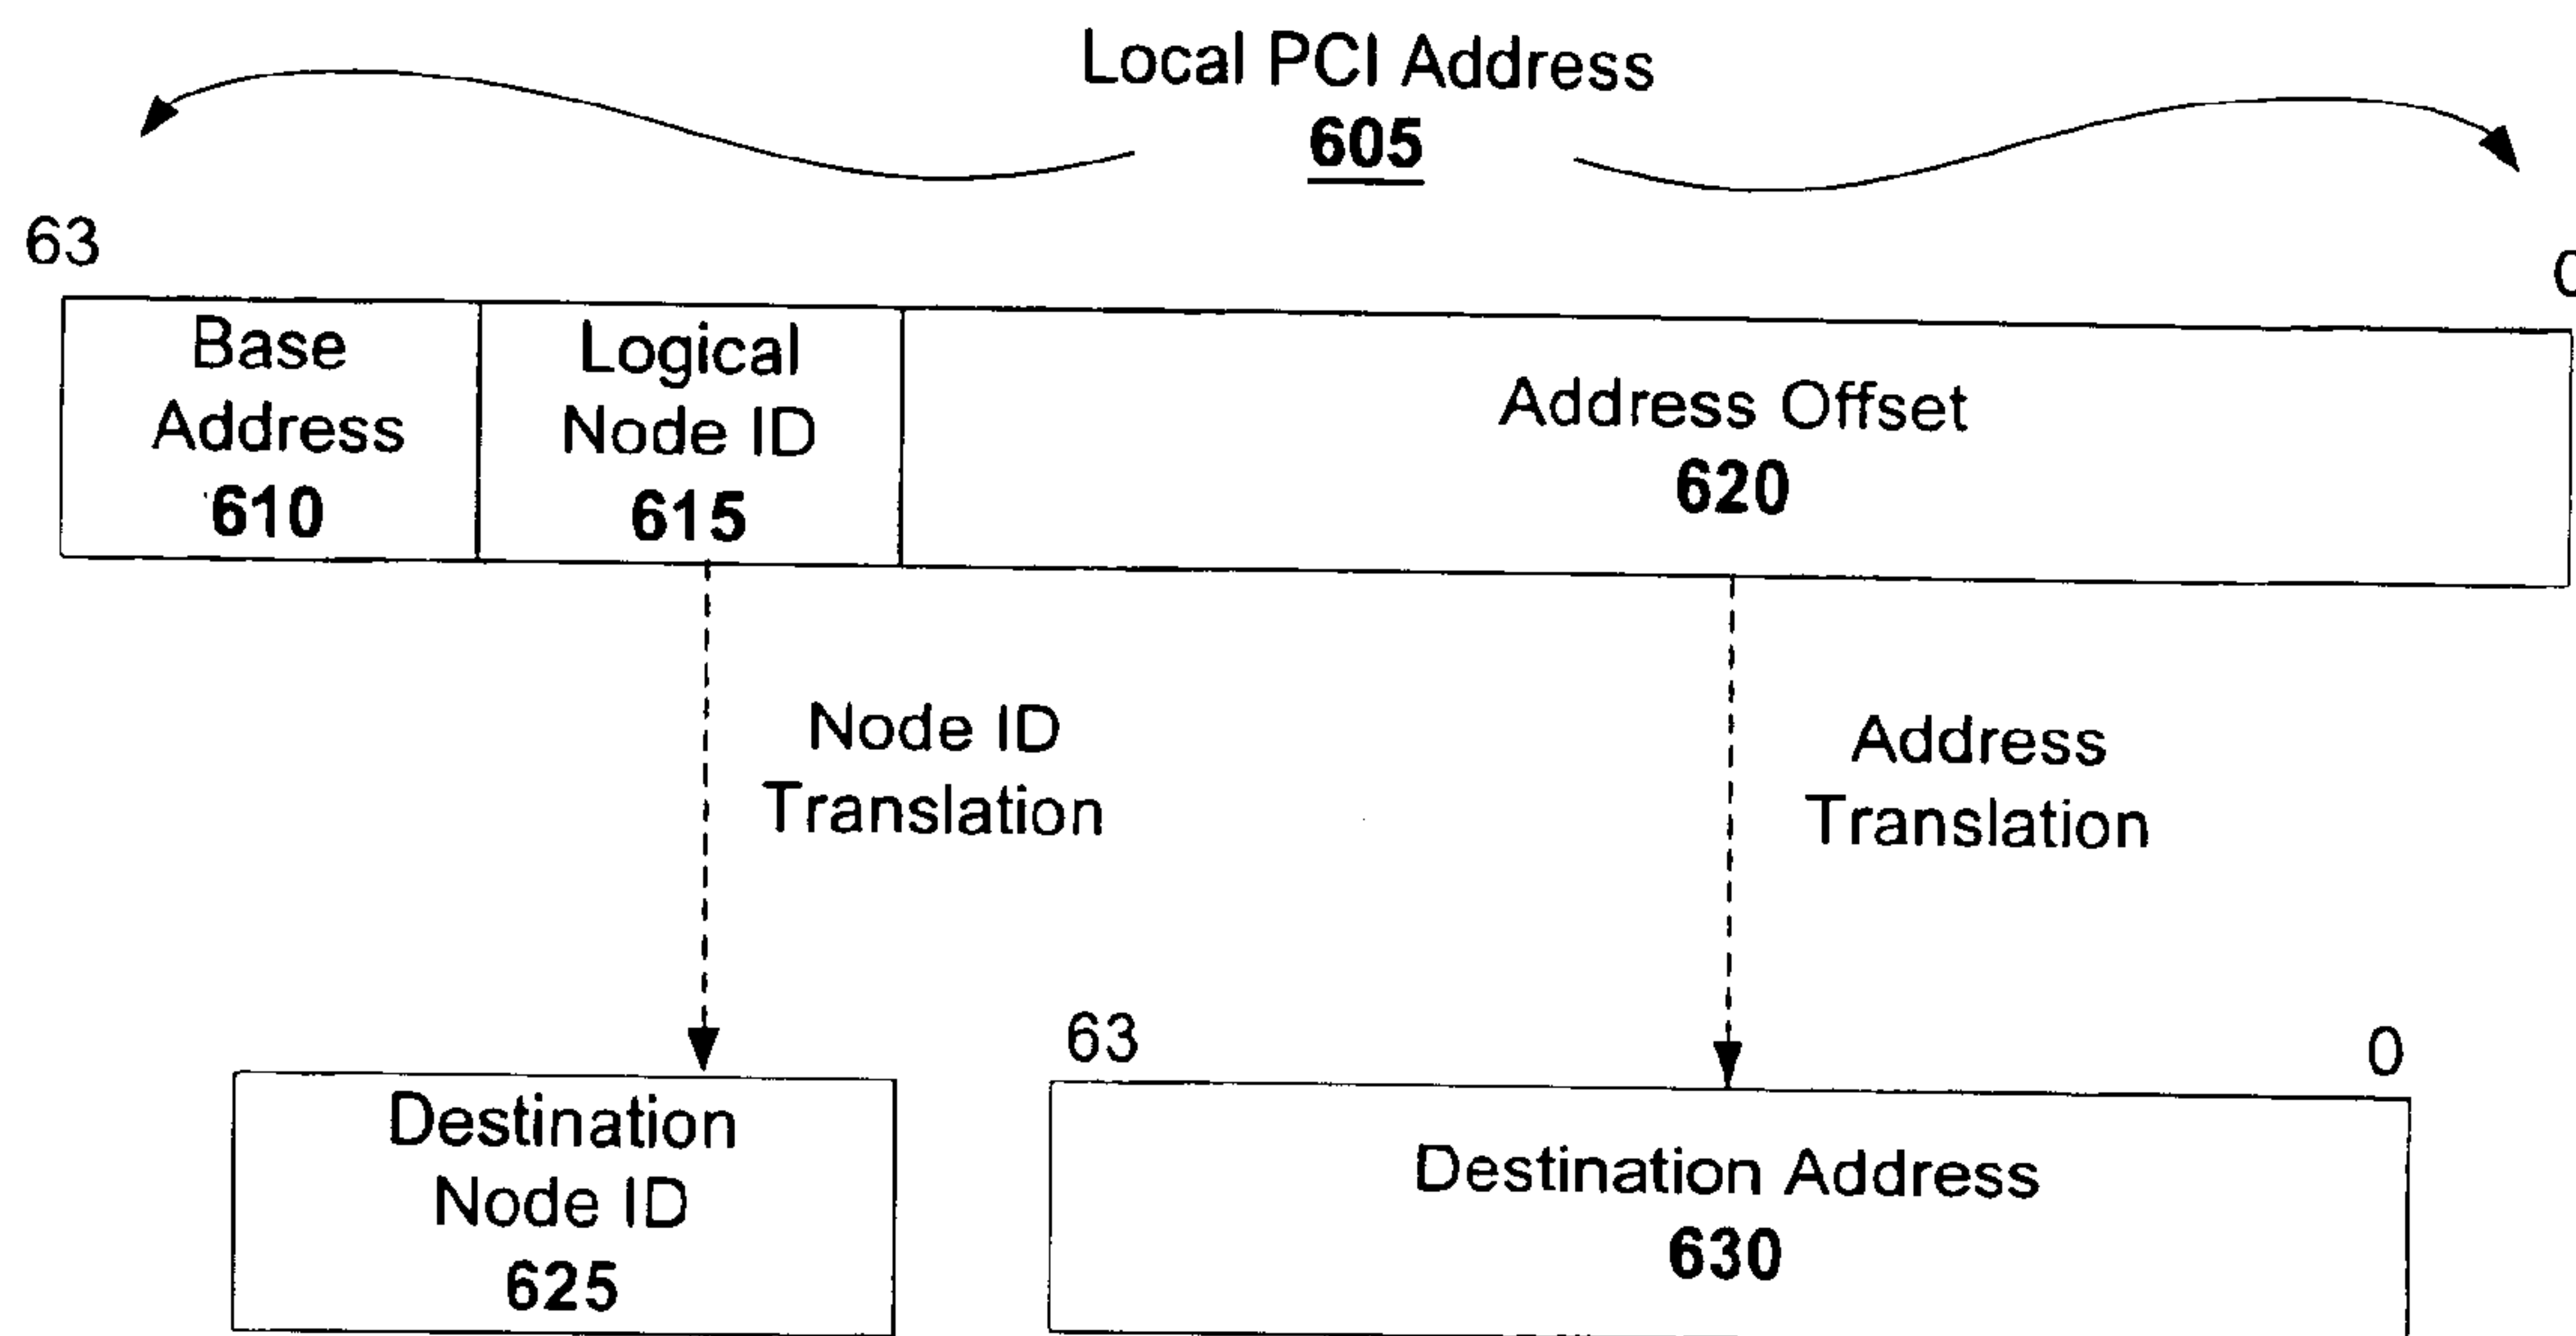 Local PCI Address
605
63
0
Base
Address
610
Logical
Node ID
615
Address Offset
620
Node ID
Translation
Address
Translation
63
0
Destination
Node ID
625
Destination Address
630